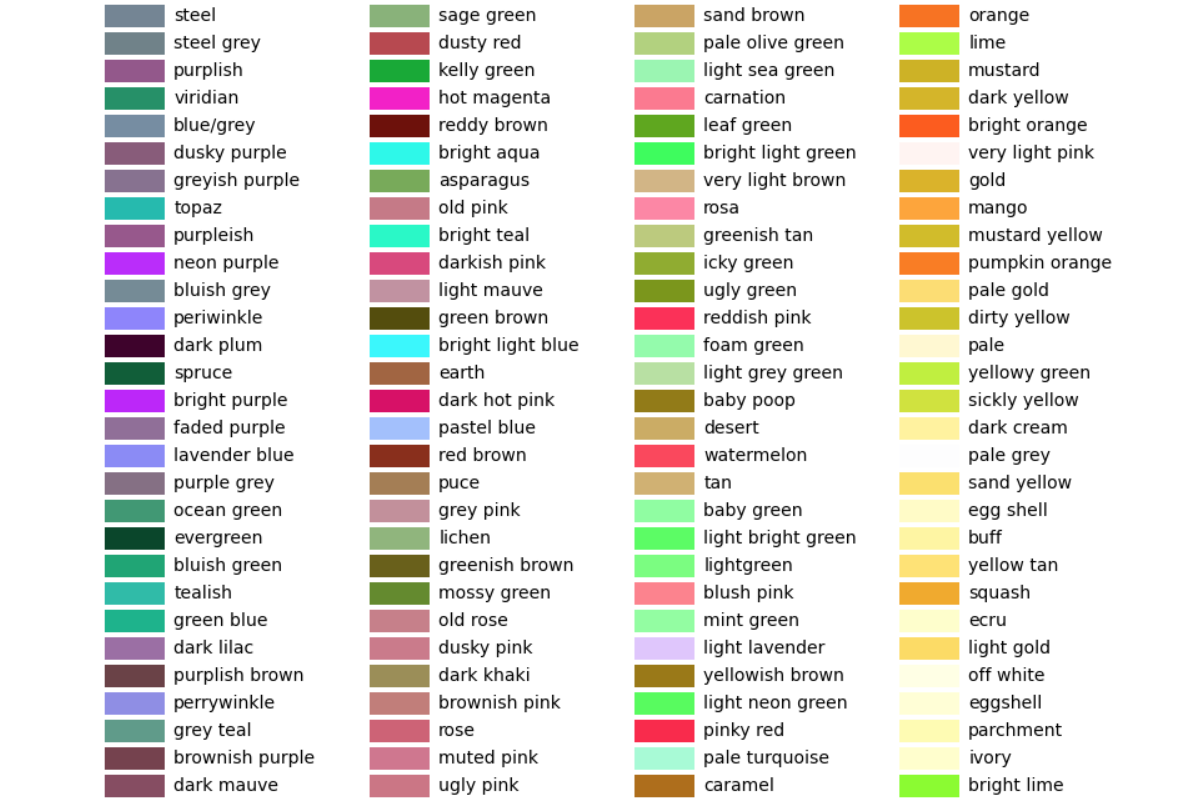 steel
steel grey
purplish
viridian
blue/grey
dusky purple
greyish purple
topaz
purpleish
neon purple
bluish grey
periwinkle
dark plum
spruce
bright purple
faded purple
lavender blue
purple grey
ocean green
evergreen
bluish green
tealish
green blue
dark lilac
purplish brown
perrywinkle
grey teal
brownish purple
dark mauve
sage green
dusty red
kelly green
hot magenta
reddy brown
bright aqua
asparagus
old pink
bright teal
darkish pink
light mauve
green brown
bright light blue
earth
dark hot pink
pastel blue
red brown
puce
grey pink
lichen
greenish brown
mossy green
old rose
dusky pink
dark khaki
brownish pink
rose
muted pink
ugly pink
sand brown
pale olive green
light sea green
carnation
leaf green
bright light green
very light brown
rosa
greenish tan
icky green
ugly green
reddish pink
foam green
light grey green
baby poop
desert
watermelon
tan
baby green
light bright green
lightgreen
blush pink
mint green
light lavender
yellowish brown
light neon green
pinky red
pale turquoise
caramel
orange
lime
mustard
dark yellow
bright orange
very light pink
gold
mango
mustard yellow
pumpkin orange
pale gold
dirty yellow
pale
yellowy green
sickly yellow
dark cream
pale grey
sand yellow
egg shell
buff
yellow tan
squash
ecru
light gold
off white
eggshell
parchment
ivory
bright lime